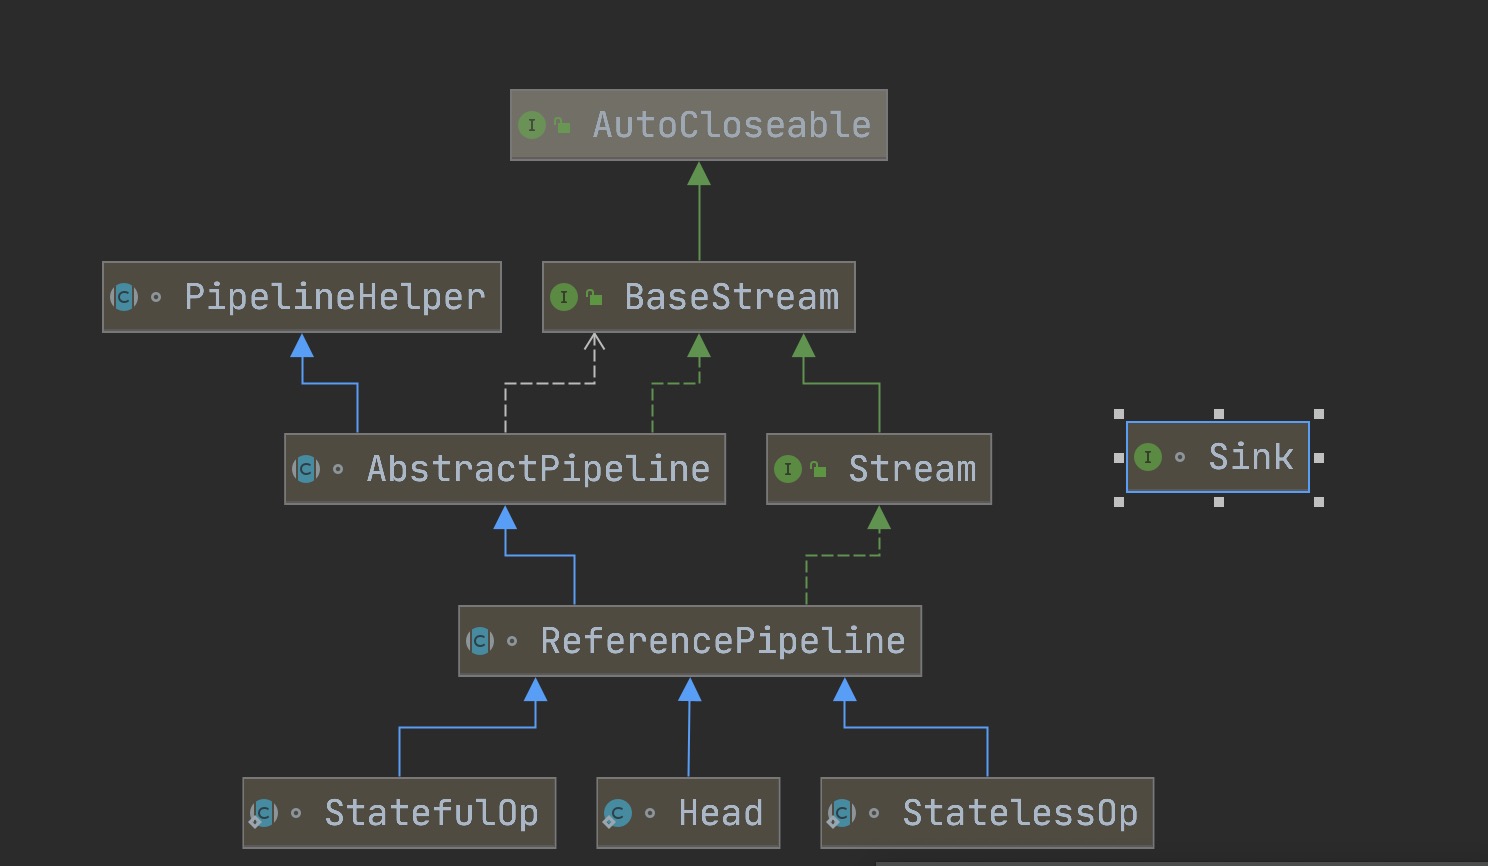 I AutoCloseable
C PipelineHelper
I BaseStream
C AbstractPipeline
I Stream
I Sink
C ReferencePipeline
C StatefulOp
C Head
C StatelessOp